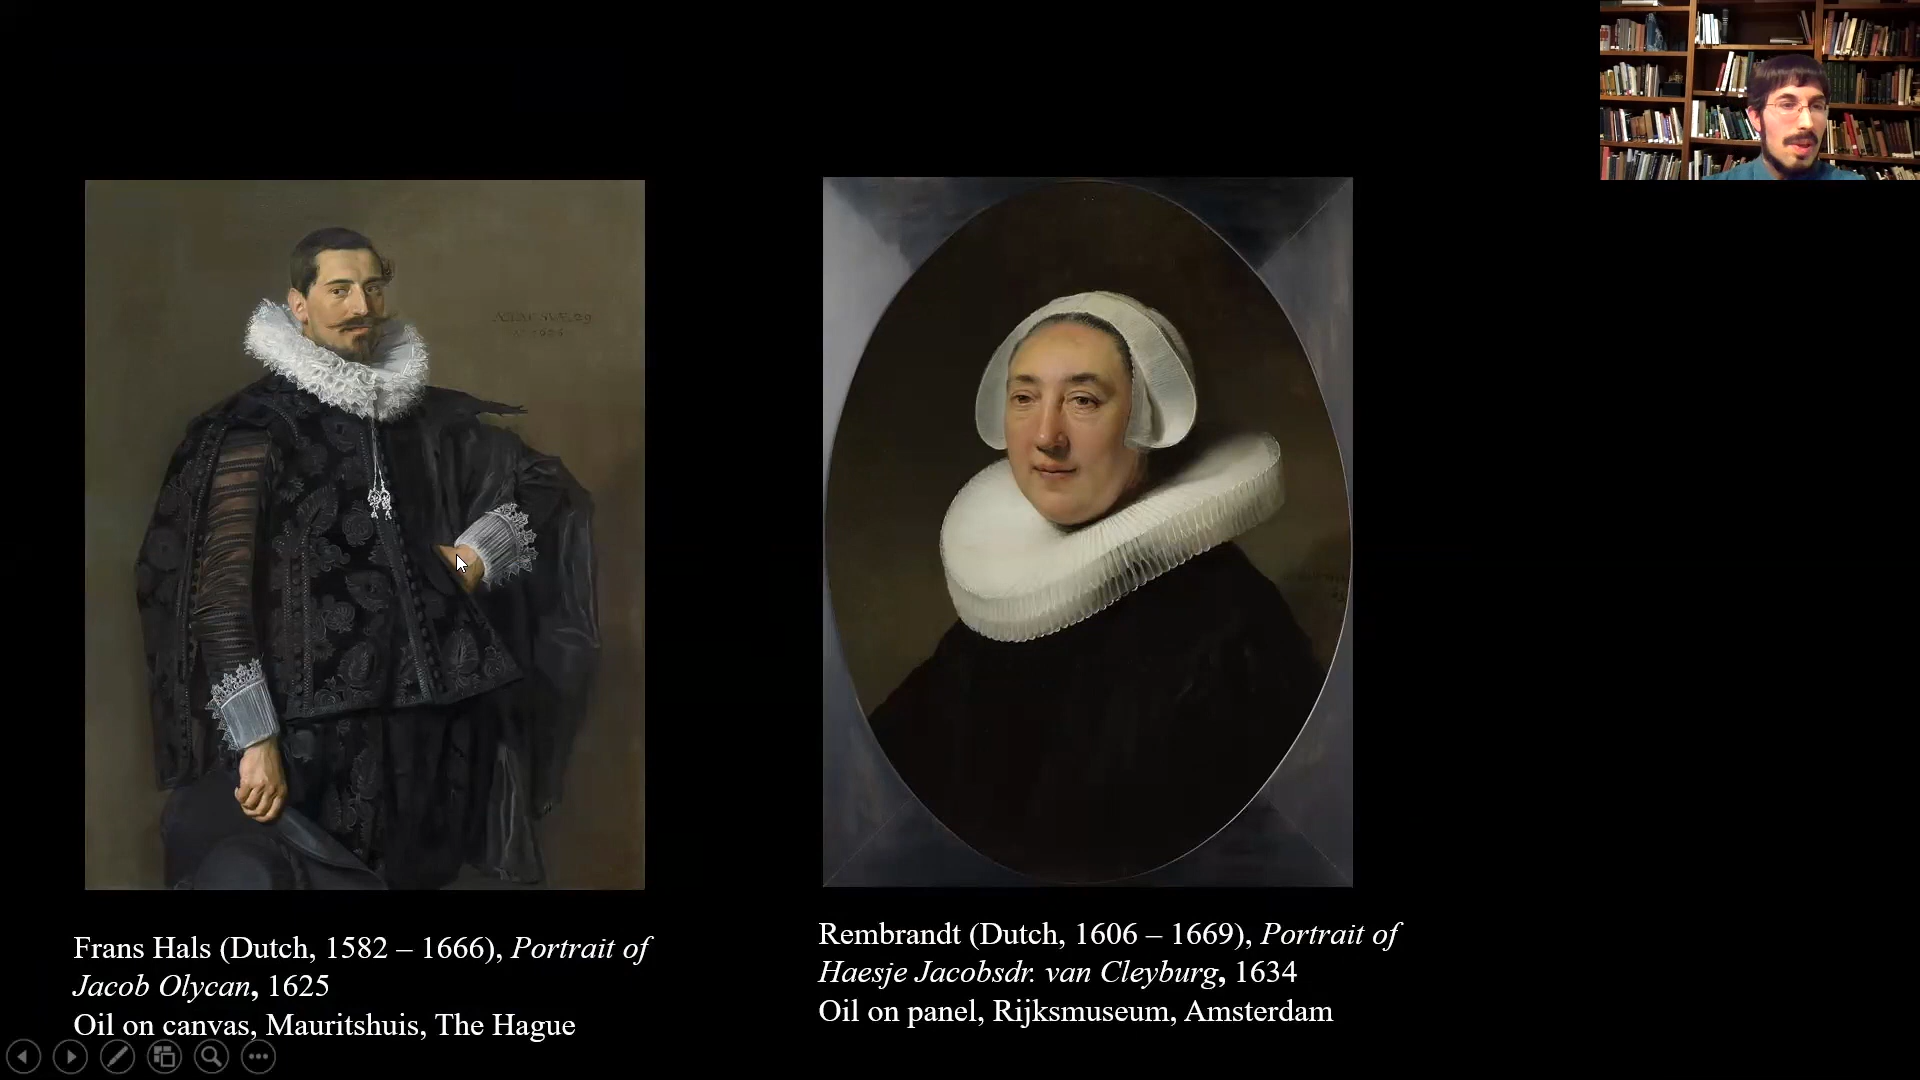 Frans Hals (Dutch, 1582 – 1666), Portrait of
Jacob Olycan, 1625
Oil on canvas, Mauritshuis, The Hague
Rembrandt (Dutch, 1606 – 1669), Portrait of
Haesje Jacobsdr. van Cleyburg, 1634
Oil on panel, Rijksmuseum, Amsterdam